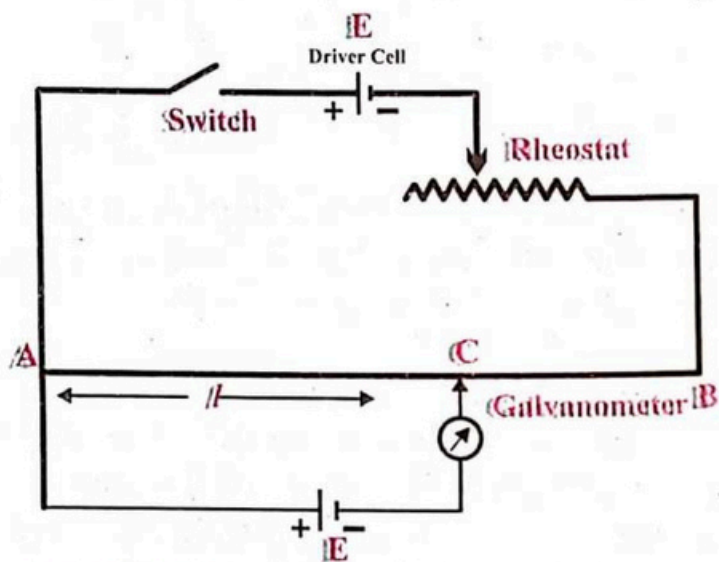 E
Driver Cell
+ −
Switch
Rheostat
A
C
l
Galvanometer B
+ −
E